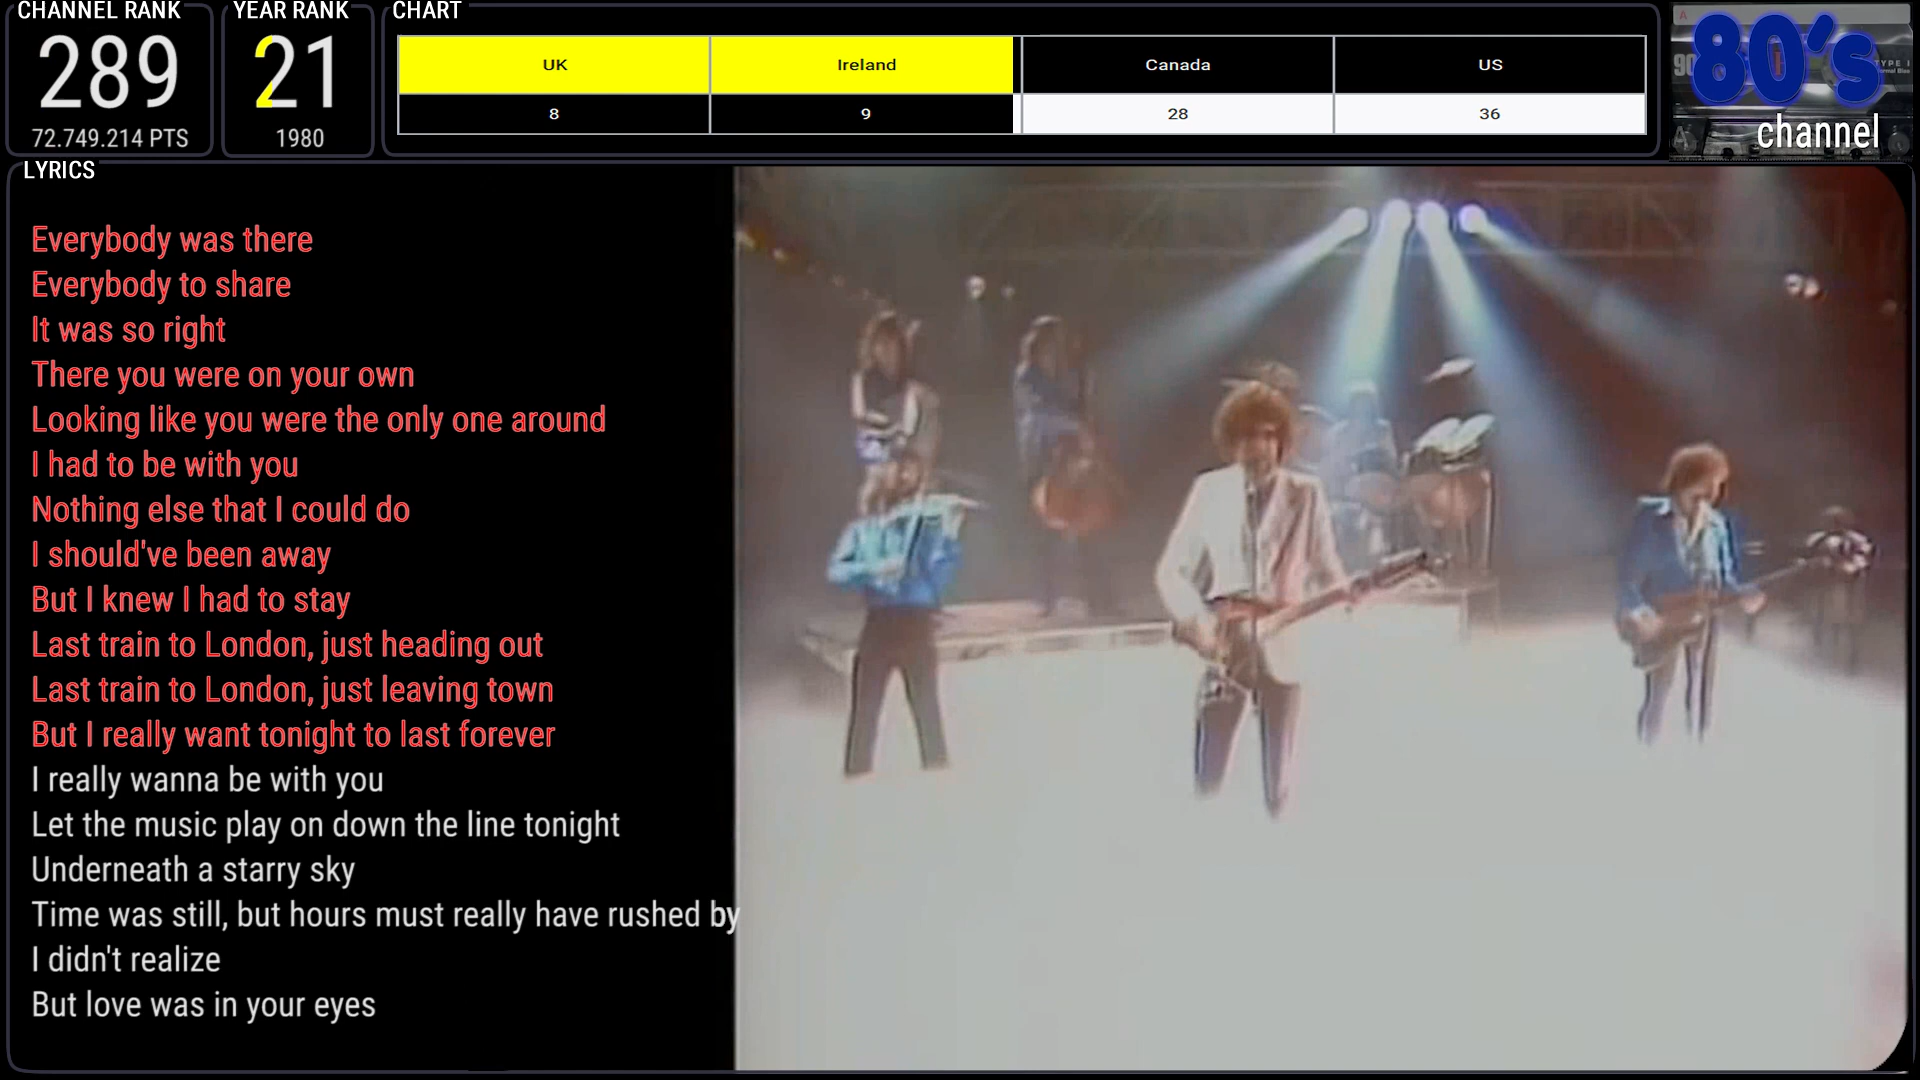 CHANNEL RANK
289
72.749.214 PTS
YEAR RANK
21
1980
CHART
UK Ireland Canada US
8 9 28 36
80's
channel
LYRICS
Everybody was there
Everybody to share
It was so right
There you were on your own
Looking like you were the only one around
I had to be with you
Nothing else that I could do
I should've been away
But I knew I had to stay
Last train to London, just heading out
Last train to London, just leaving town
But I really want tonight to last forever
I really wanna be with you
Let the music play on down the line tonight
Underneath a starry sky
Time was still, but hours must really have rushed by
I didn't realize
But love was in your eyes